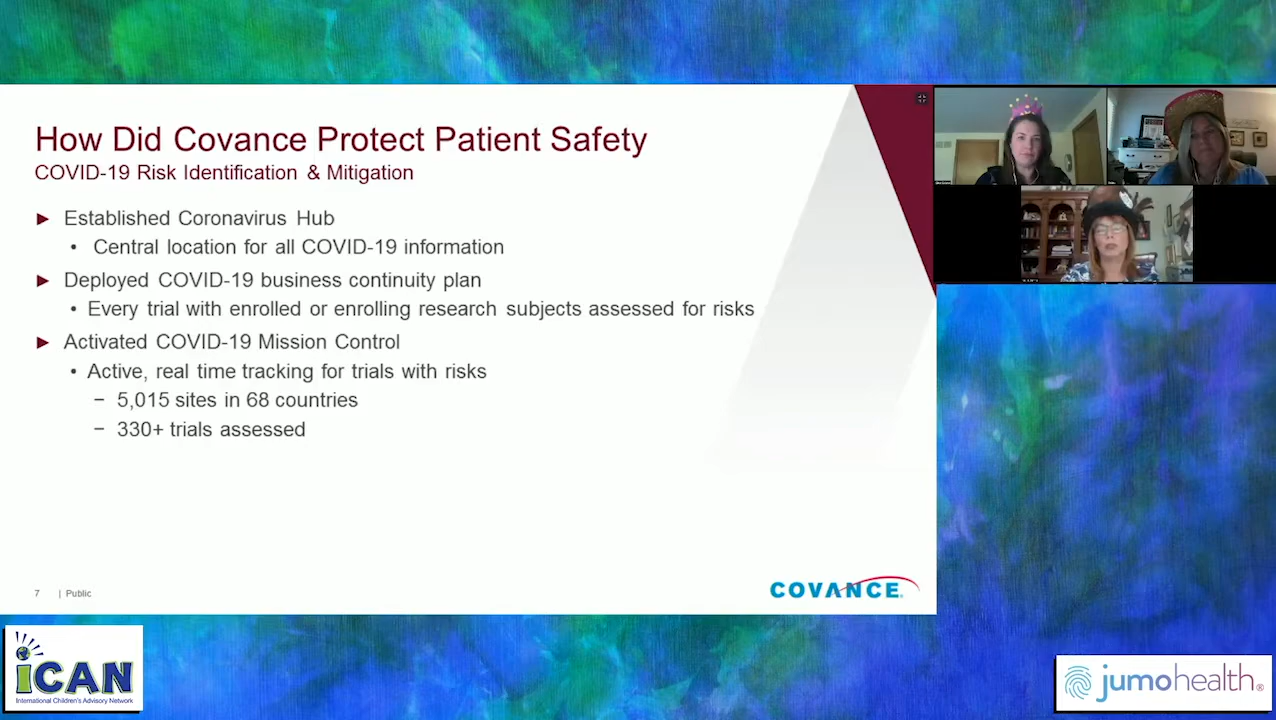 How Did Covance Protect Patient Safety
COVID-19 Risk Identification & Mitigation
► Established Coronavirus Hub
• Central location for all COVID-19 information
► Deployed COVID-19 business continuity plan
• Every trial with enrolled or enrolling research subjects assessed for risks
► Activated COVID-19 Mission Control
• Active, real time tracking for trials with risks
− 5,015 sites in 68 countries
− 330+ trials assessed
7 | Public
COVANCE
iCAN
International Children's Advisory Network
jumohealth®